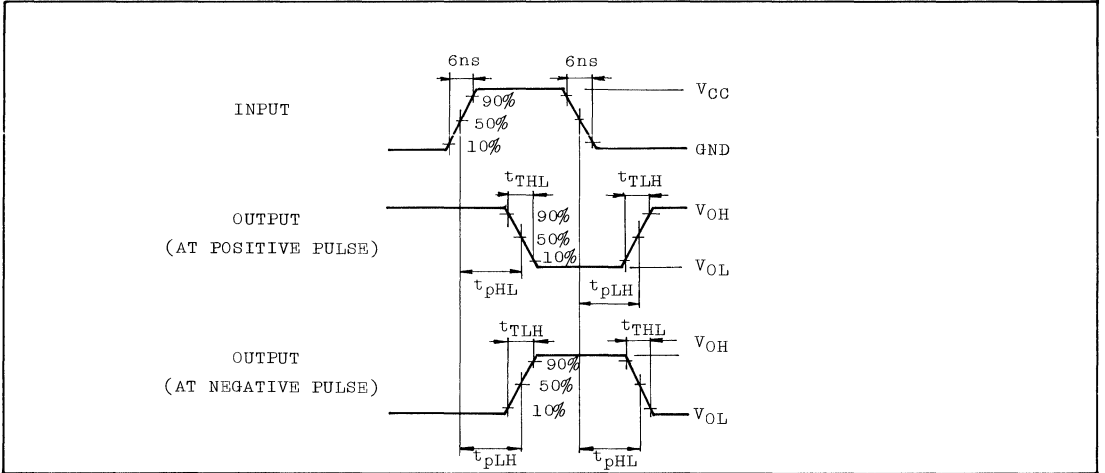 6ns 6ns
INPUT
90%
50%
10%
VCC
GND
tTHL tTLH
OUTPUT
(AT POSITIVE PULSE)
90%
50%
10%
VOH
VOL
tpHL tpLH
tTLH tTHL
OUTPUT
(AT NEGATIVE PULSE)
90%
50%
10%
VOH
VOL
tpLH tpHL